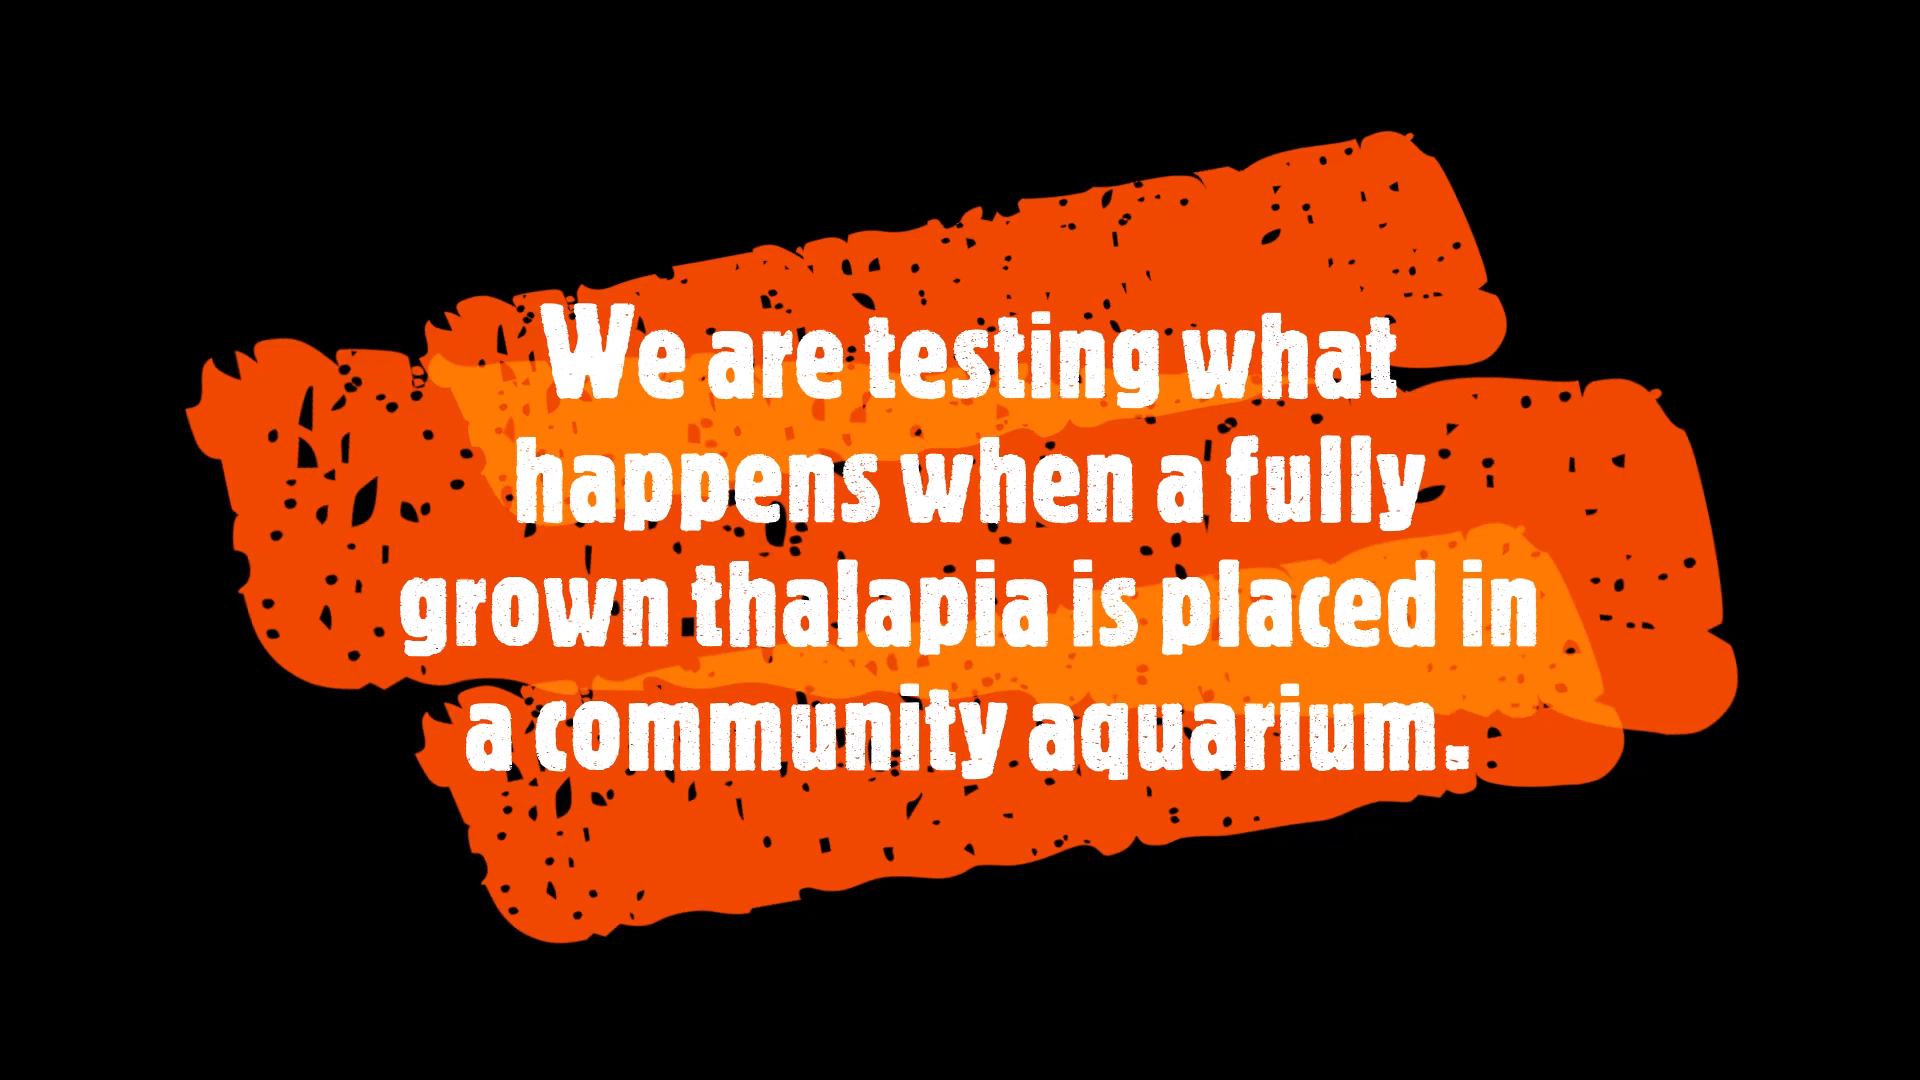 We are testing what
happens when a fully
grown thalapia is placed in
a community aquarium.